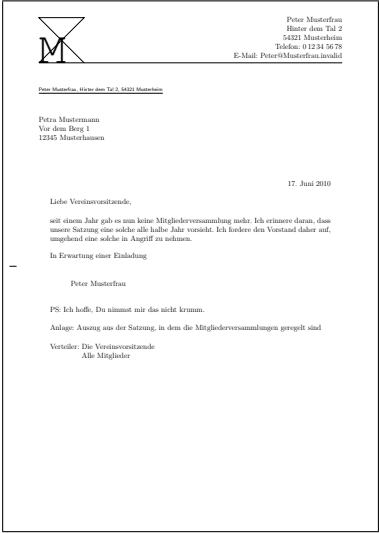 M
Peter Musterfrau
Hinter dem Tal 2
54321 Musterheim
Telefon: 0 12 34 56 78
E-Mail: Peter@Musterfrau.invalid
Peter Musterfrau, Hinter dem Tal 2, 54321 Musterheim
Petra Mustermann
Vor dem Berg 1
12345 Musterhausen
17. Juni 2010
Liebe Vereinsvorsitzende,
seit einem Jahr gab es nun keine Mitgliederversammlung mehr. Ich erinnere daran, dass
unsere Satzung eine solche alle halbe Jahr vorsieht. Ich fordere den Vorstand daher auf,
umgehend eine solche in Angriff zu nehmen.
In Erwartung einer Einladung
Peter Musterfrau
PS: Ich hoffe, Du nimmst mir das nicht krumm.
Anlage: Auszug aus der Satzung, in dem die Mitgliederversammlungen geregelt sind
Verteiler: Die Vereinsvorsitzende
Alle Mitglieder